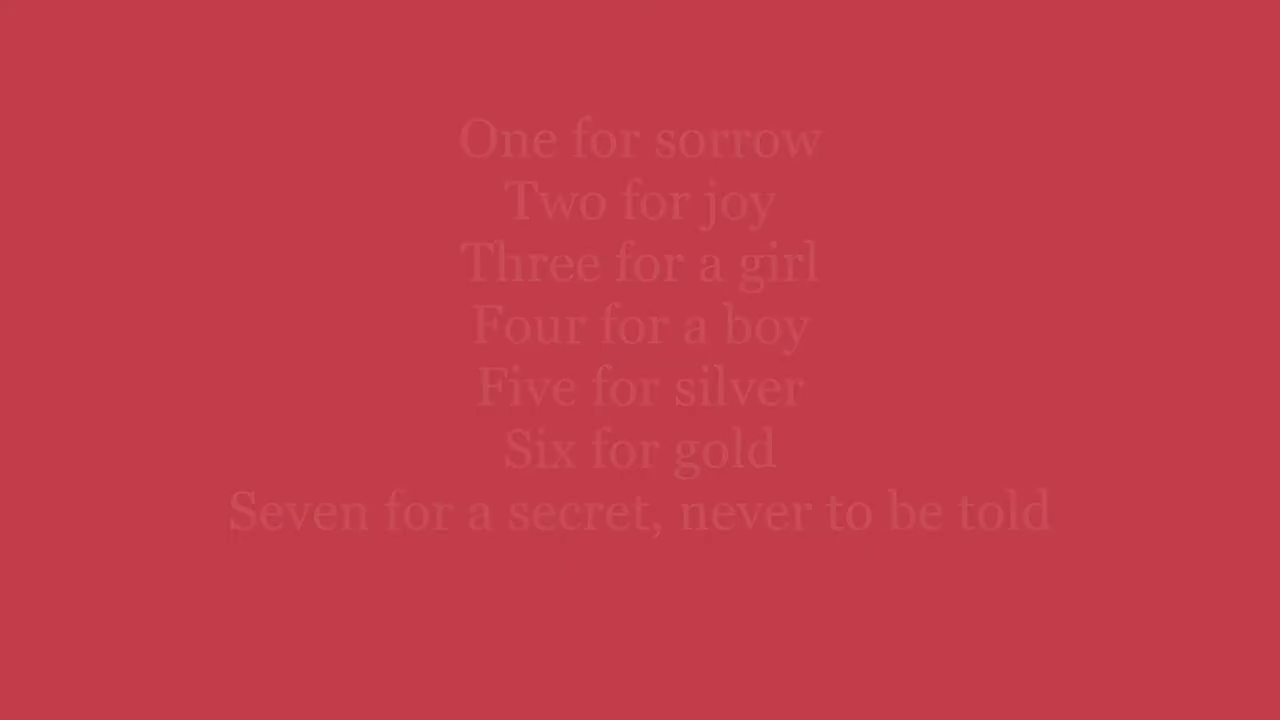 One for sorrow
Two for joy
Three for a girl
Four for a boy
Five for silver
Six for gold
Seven for a secret, never to be told